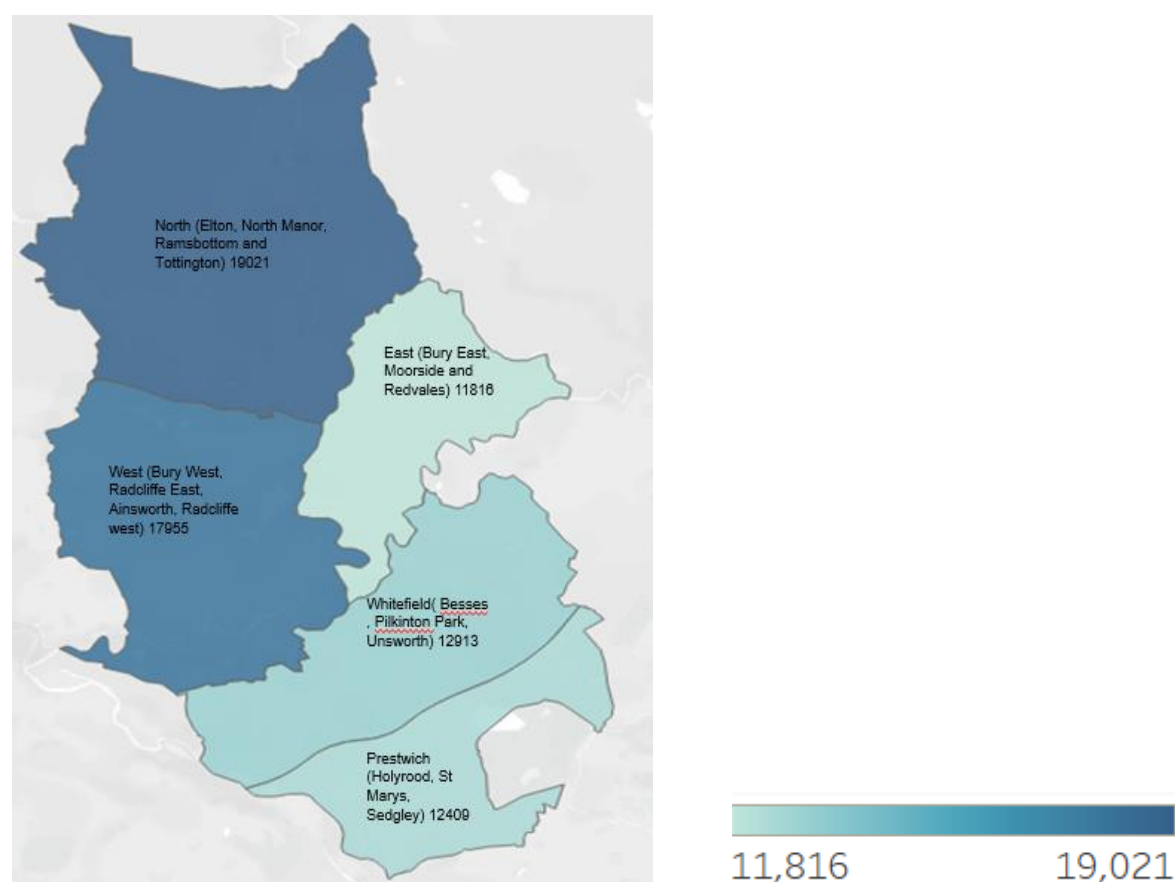 North (Elton, North Manor,
Ramsbottom and
Tottington) 19021
East (Bury East,
Moorside and
Redvales) 11816
West (Bury West,
Radcliffe East,
Ainsworth, Radcliffe
west) 17955
Whitefield( Besses
, Pilkinton Park,
Unsworth) 12913
Prestwich
(Holyrood, St
Marys,
Sedgley) 12409
11,816 19,021